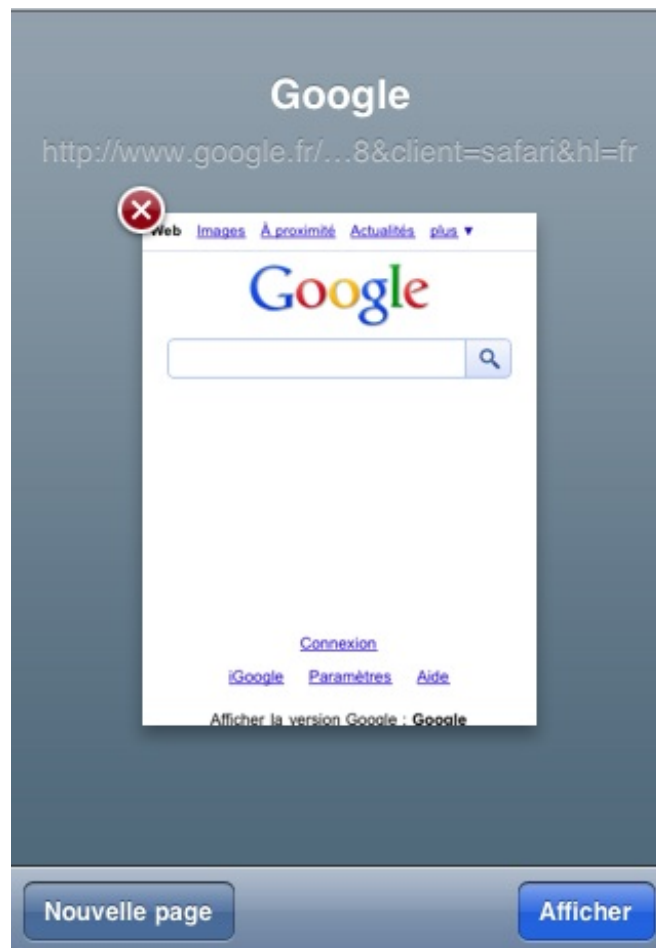 Google
http://www.google.fr/...8&client=safari&hl=fr
Web Images À proximité Actualités plus ▼
Google
Connexion
iGoogle Paramètres Aide
Afficher la version Google : Google
Nouvelle page Afficher